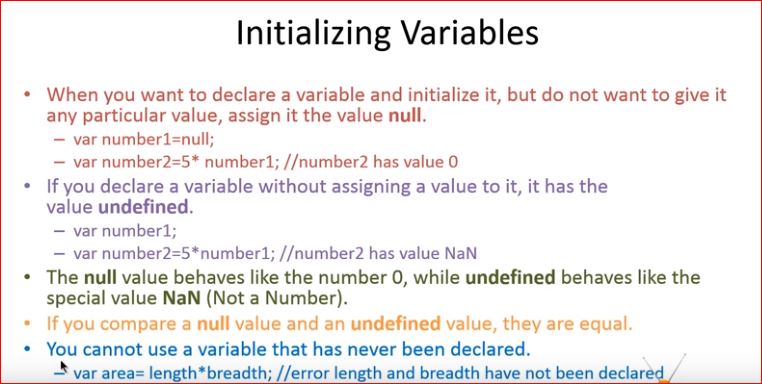 Initializing Variables
• When you want to declare a variable and initialize it, but do not want to give it
any particular value, assign it the value null.
– var number1=null;
– var number2=5* number1; //number2 has value 0
• If you declare a variable without assigning a value to it, it has the
value undefined.
– var number1;
– var number2=5*number1; //number2 has value NaN
• The null value behaves like the number 0, while undefined behaves like the
special value NaN (Not a Number).
• If you compare a null value and an undefined value, they are equal.
• You cannot use a variable that has never been declared.
– var area= length*breadth; //error length and breadth have not been declared